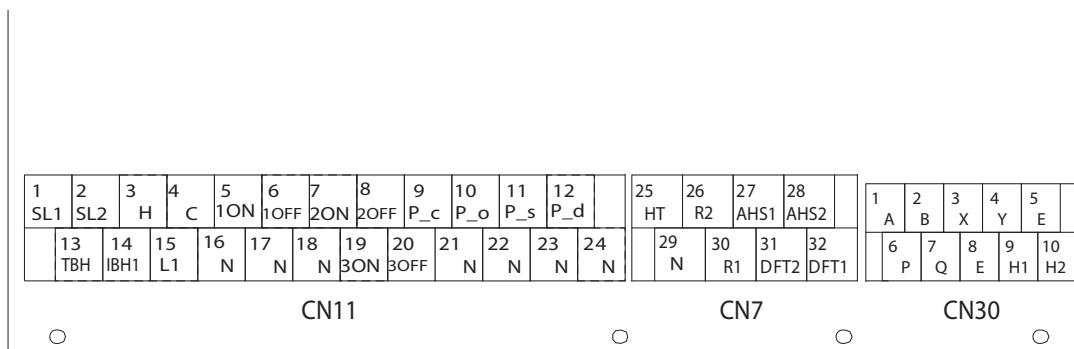 1 2 3 4 5 6 7 8 9 10 11 12
SL1 SL2 H C 1ON 1OFF 2ON 2OFF P_c P_o P_s P_d
13 14 15 16 17 18 19 20 21 22 23 24
TBH IBH1 L1 N N N 3ON 3OFF N N N N
CN11
25 26 27 28
HT R2 AHS1 AHS2
29 30 31 32
N R1 DFT2 DFT1
CN7
1 2 3 4 5
A B X Y E
6 7 8 9 10
P Q E H1 H2
CN30